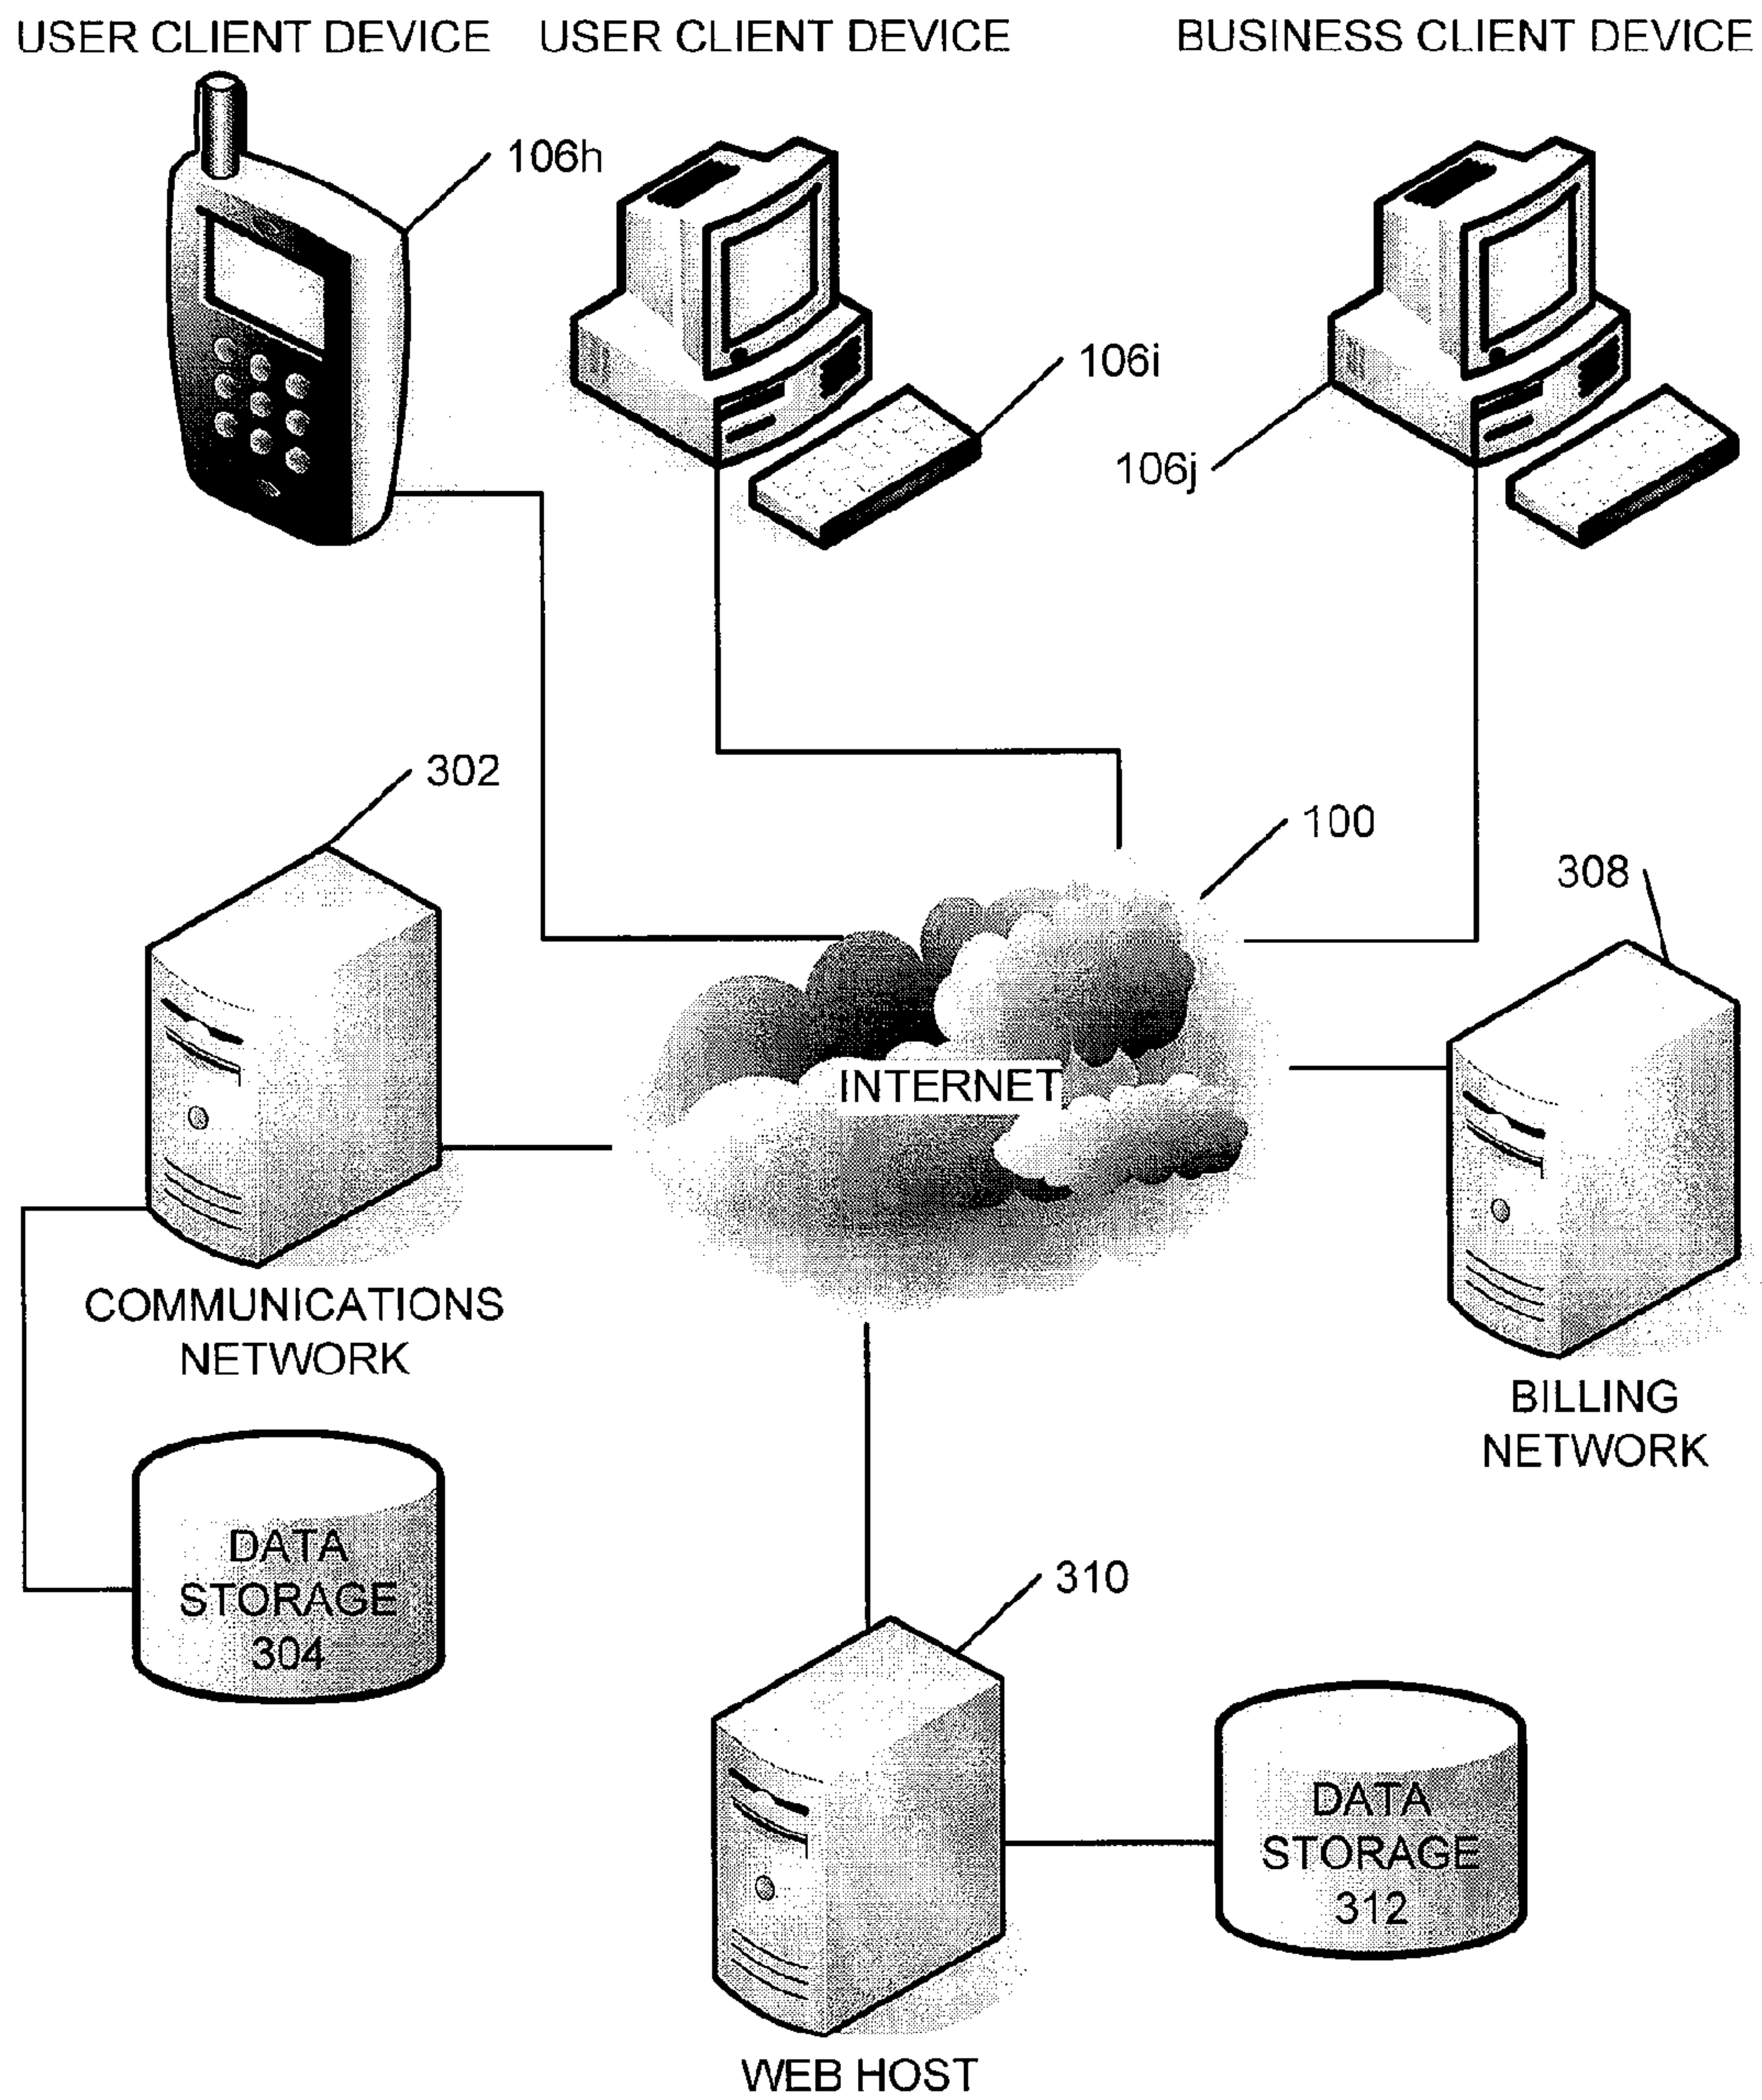 USER CLIENT DEVICE
USER CLIENT DEVICE
BUSINESS CLIENT DEVICE
106h
106i
106j
302
100
308
INTERNET
COMMUNICATIONS
NETWORK
BILLING
NETWORK
DATA
STORAGE
304
310
DATA
STORAGE
312
WEB HOST